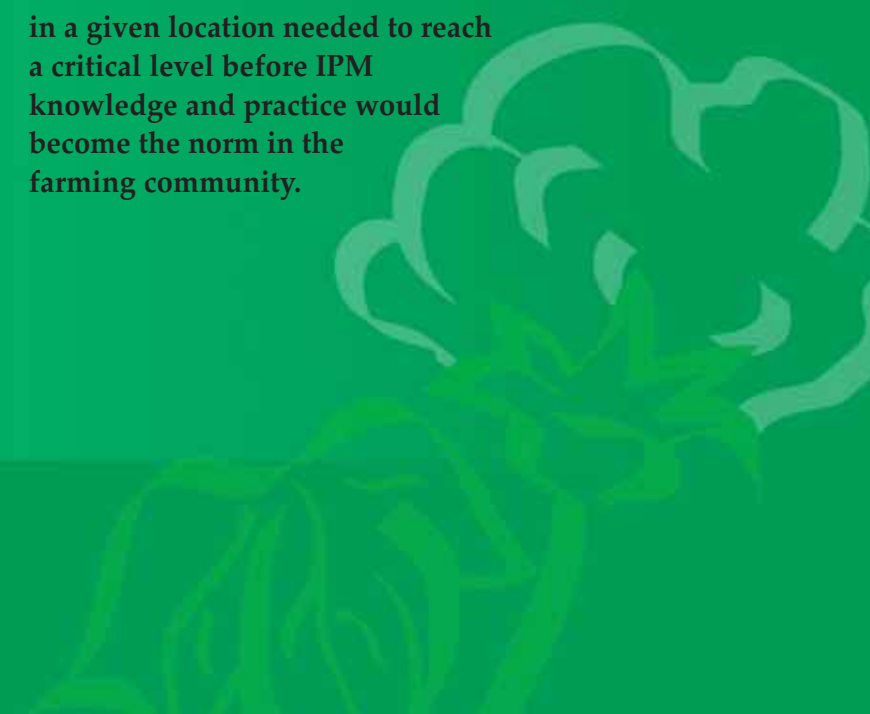 in a given location needed to reach
a critical level before IPM
knowledge and practice would
become the norm in the
farming community.